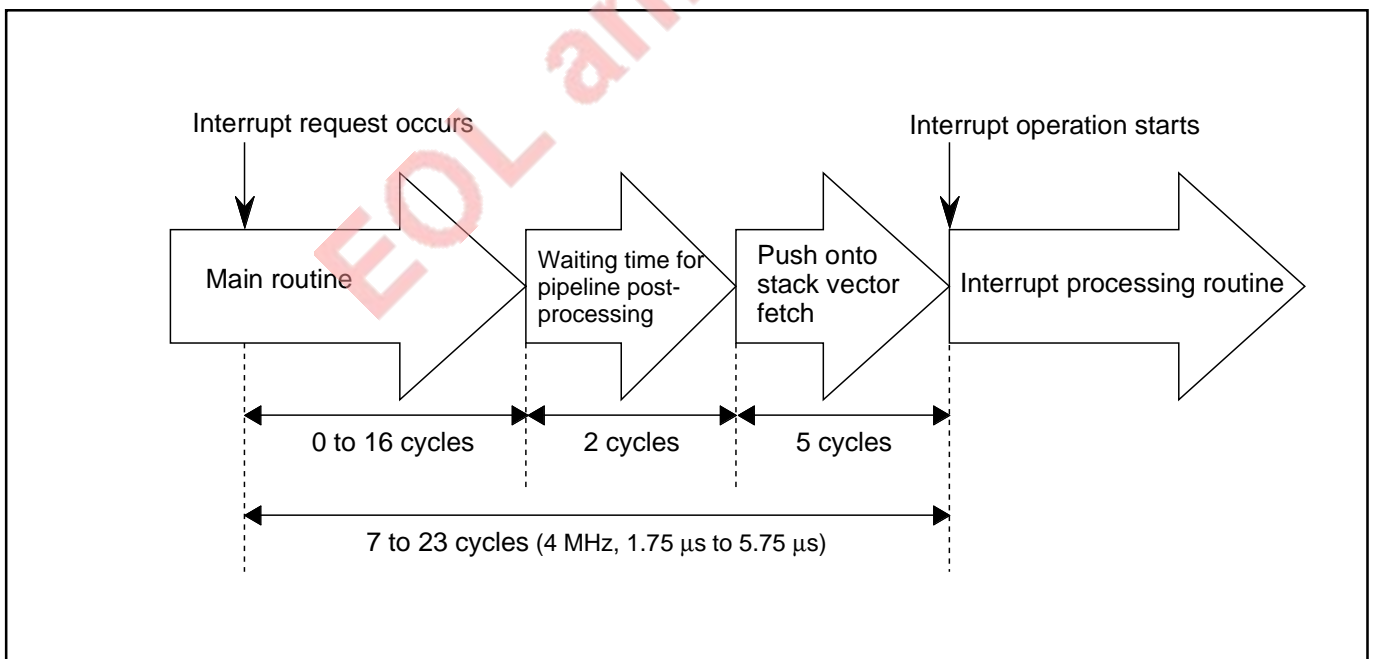 EOL an
Interrupt request occurs
Interrupt operation starts
Main routine
Waiting time for
pipeline post-
processing
Push onto
stack vector
fetch
Interrupt processing routine
0 to 16 cycles
2 cycles
5 cycles
7 to 23 cycles (4 MHz, 1.75 μs to 5.75 μs)